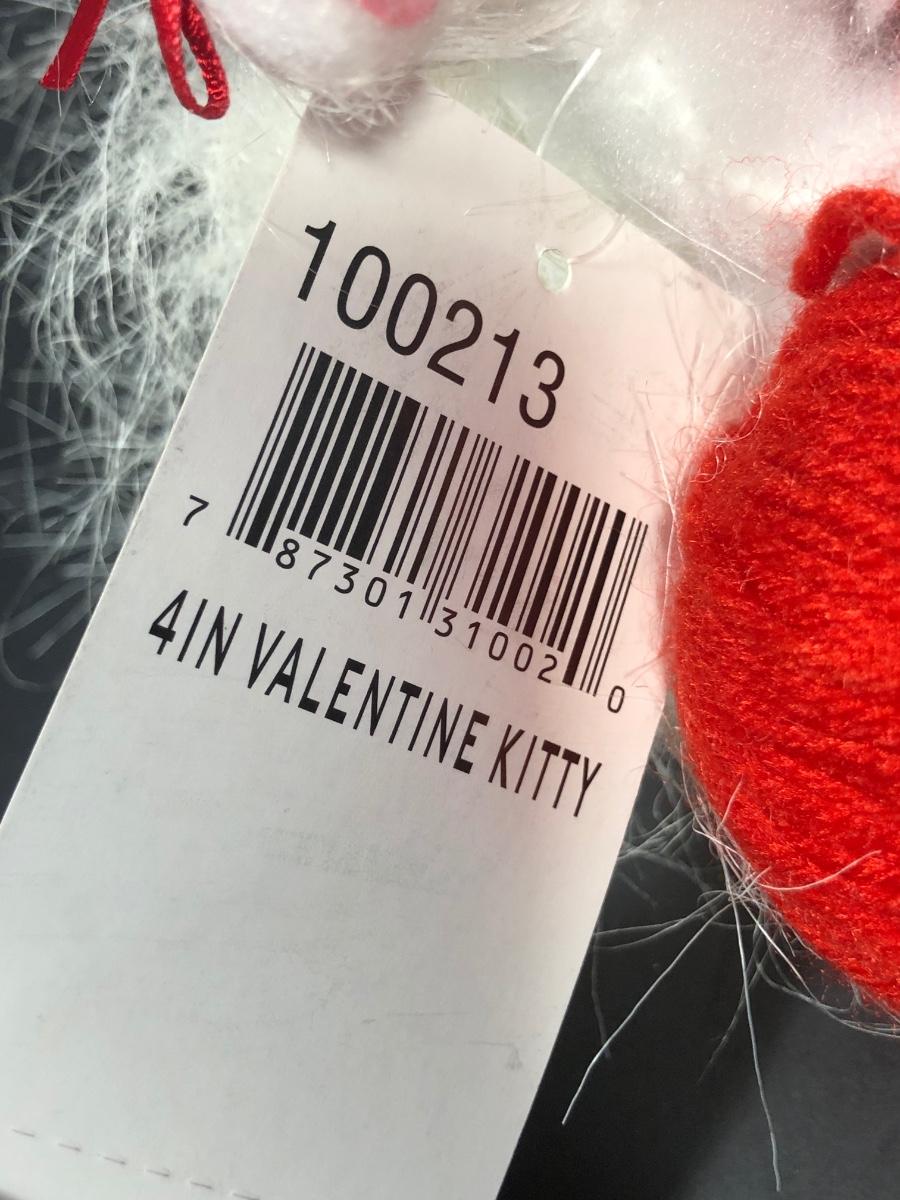 100213
7 87301 31002 0
4IN VALENTINE KITTY